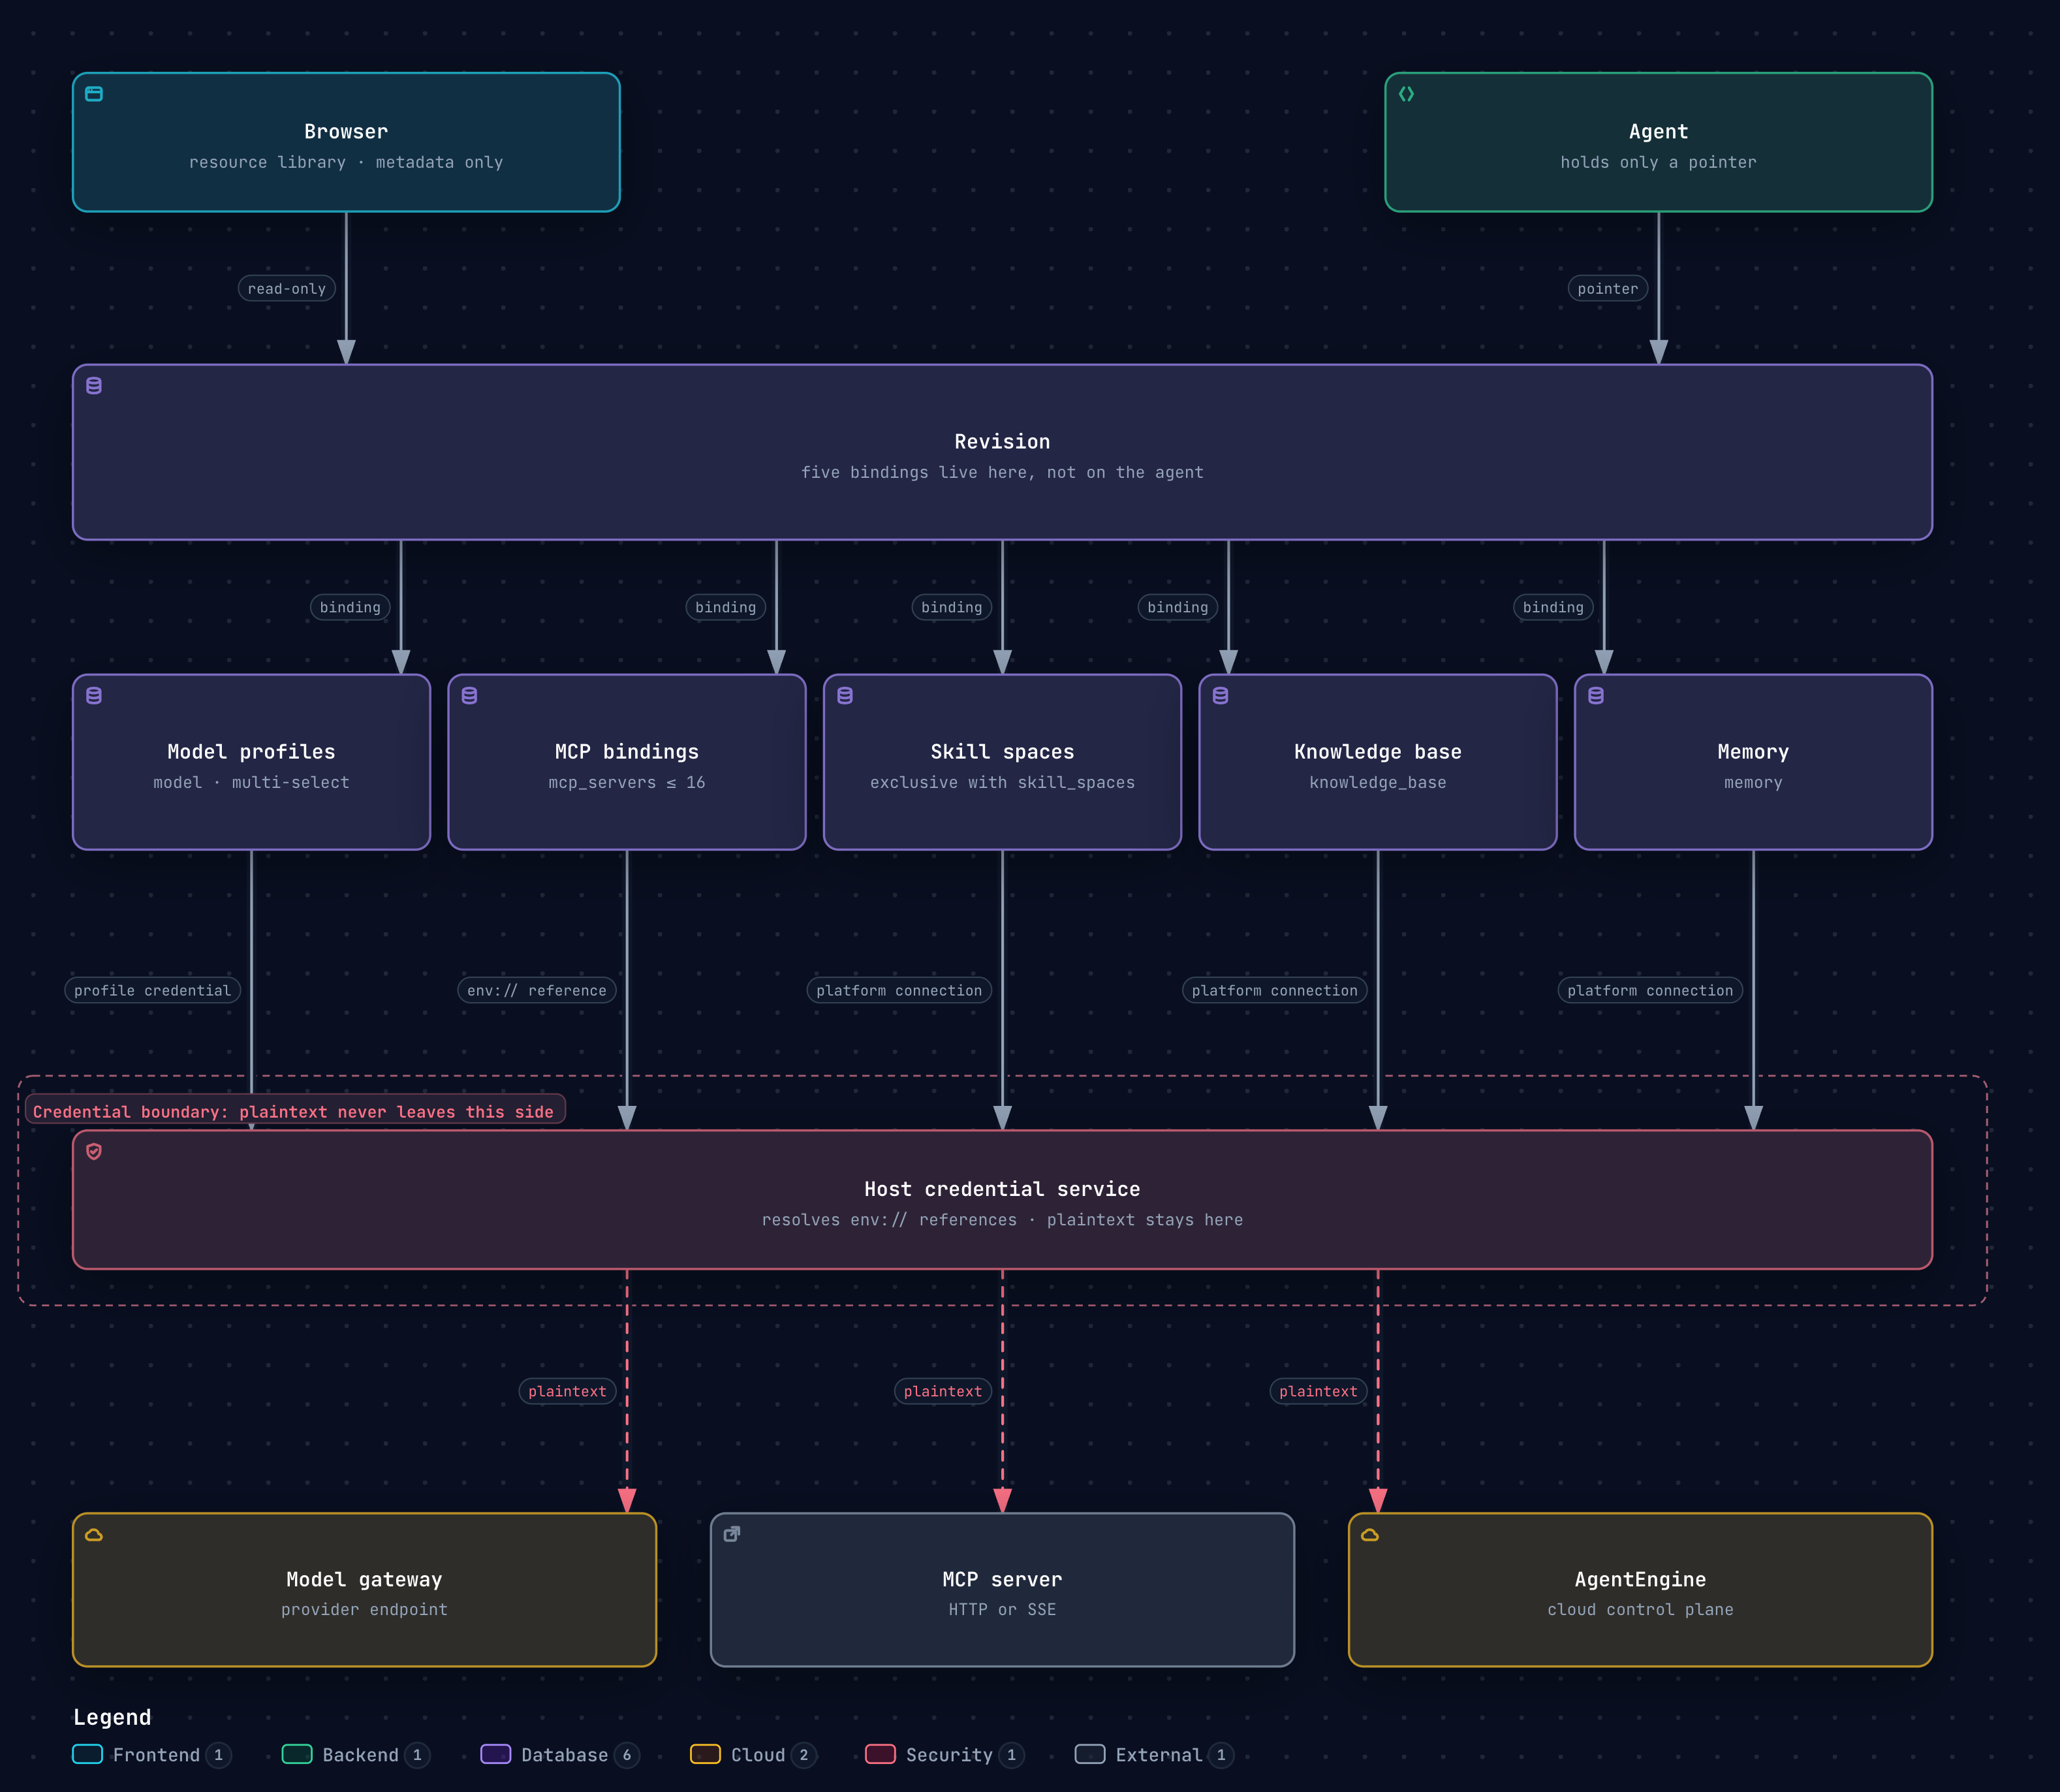 Browser
resource library · metadata only
Agent
holds only a pointer
read-only
pointer
Revision
five bindings live here, not on the agent
binding
binding
binding
binding
binding
Model profiles
model · multi-select
MCP bindings
mcp_servers ≤ 16
Skill spaces
exclusive with skill_spaces
Knowledge base
knowledge_base
Memory
memory
profile credential
env:// reference
platform connection
platform connection
platform connection
Credential boundary: plaintext never leaves this side
Host credential service
resolves env:// references · plaintext stays here
plaintext
plaintext
plaintext
Model gateway
provider endpoint
MCP server
HTTP or SSE
AgentEngine
cloud control plane
Legend
Frontend 1 Backend 1 Database 6 Cloud 2 Security 1 External 1